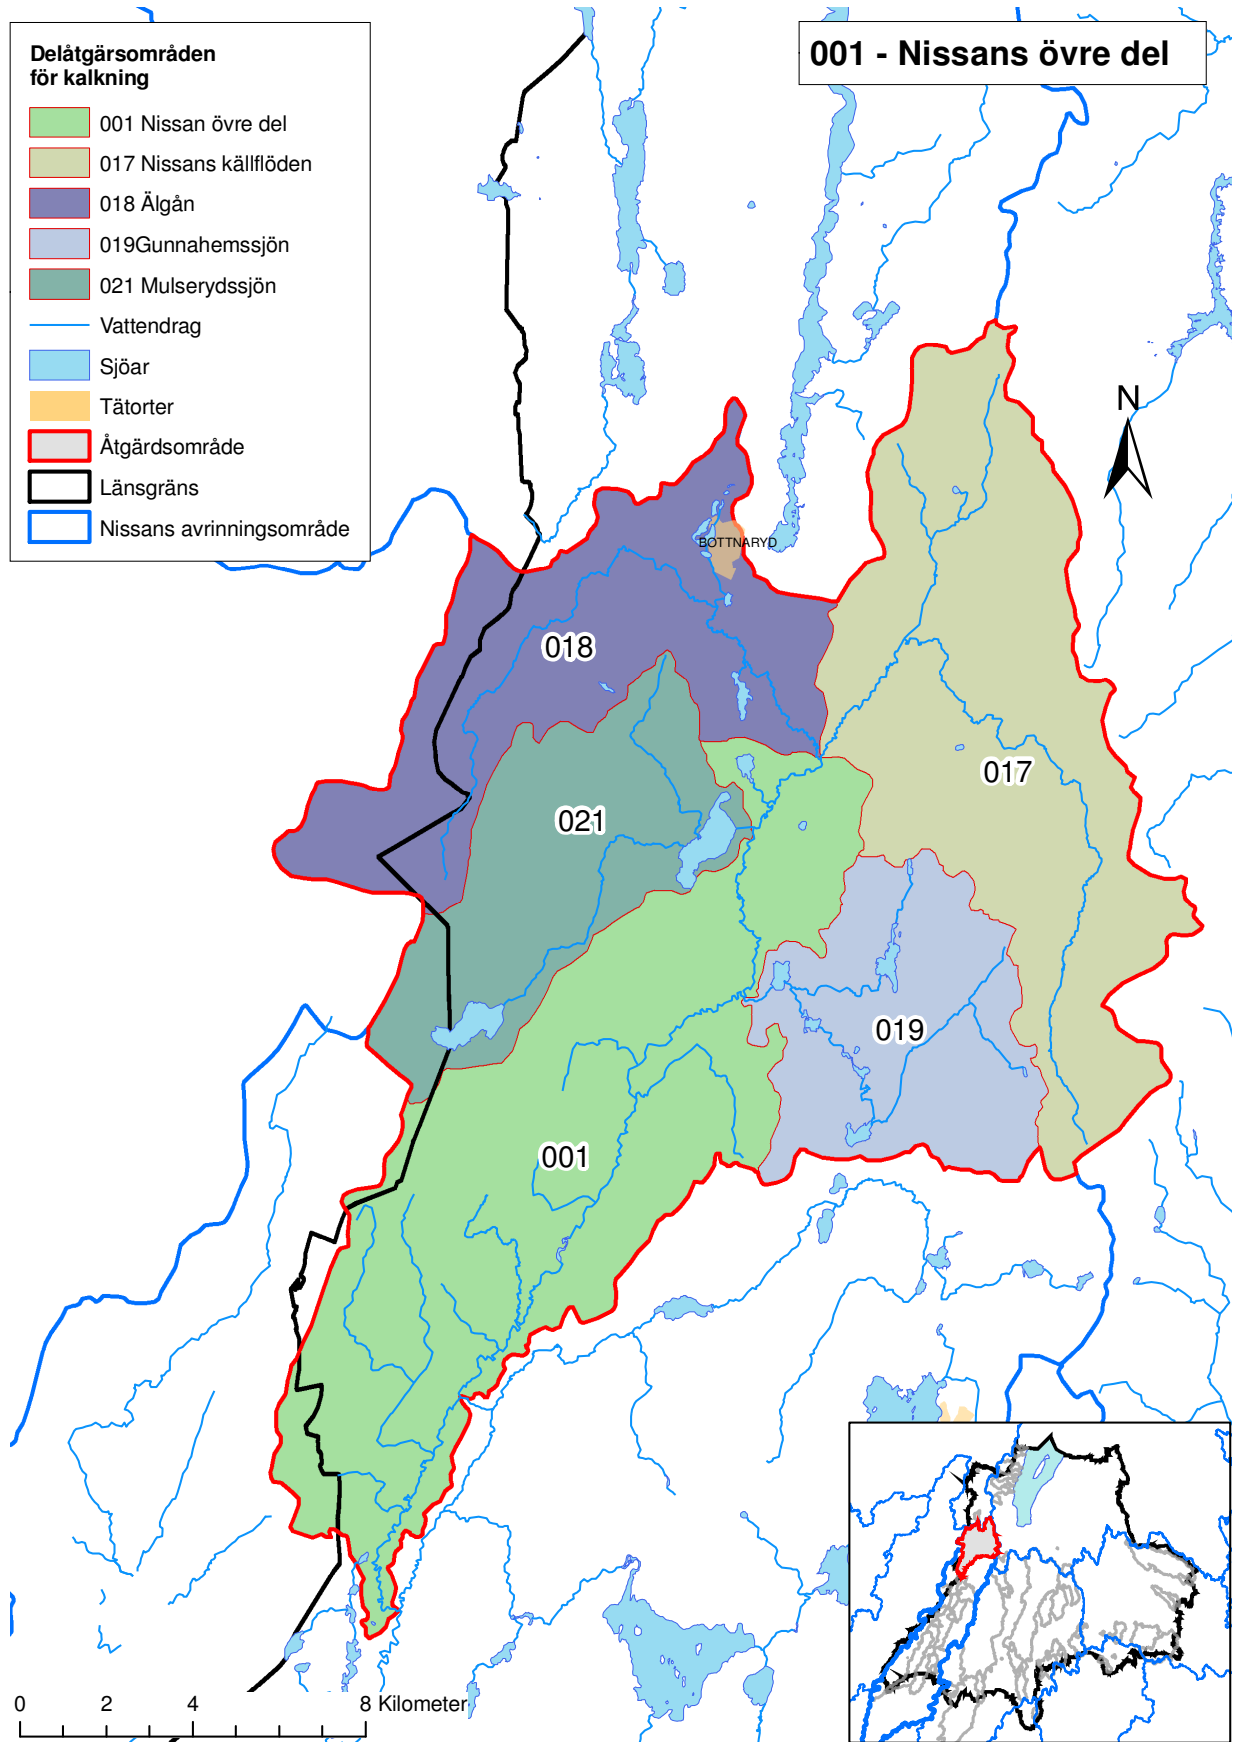 001 - Nissans övre del
Delåtgärsområden
för kalkning
001 Nissan övre del
017 Nissans källflöden
018 Älgån
019Gunnahemssjön
021 Mulserydssjön
Vattendrag
Sjöar
Tätorter
Åtgärdsområde
Länsgräns
Nissans avrinningsområde
N
BOTTNARYD
018
017
021
019
001
0 2 4 8 Kilometer